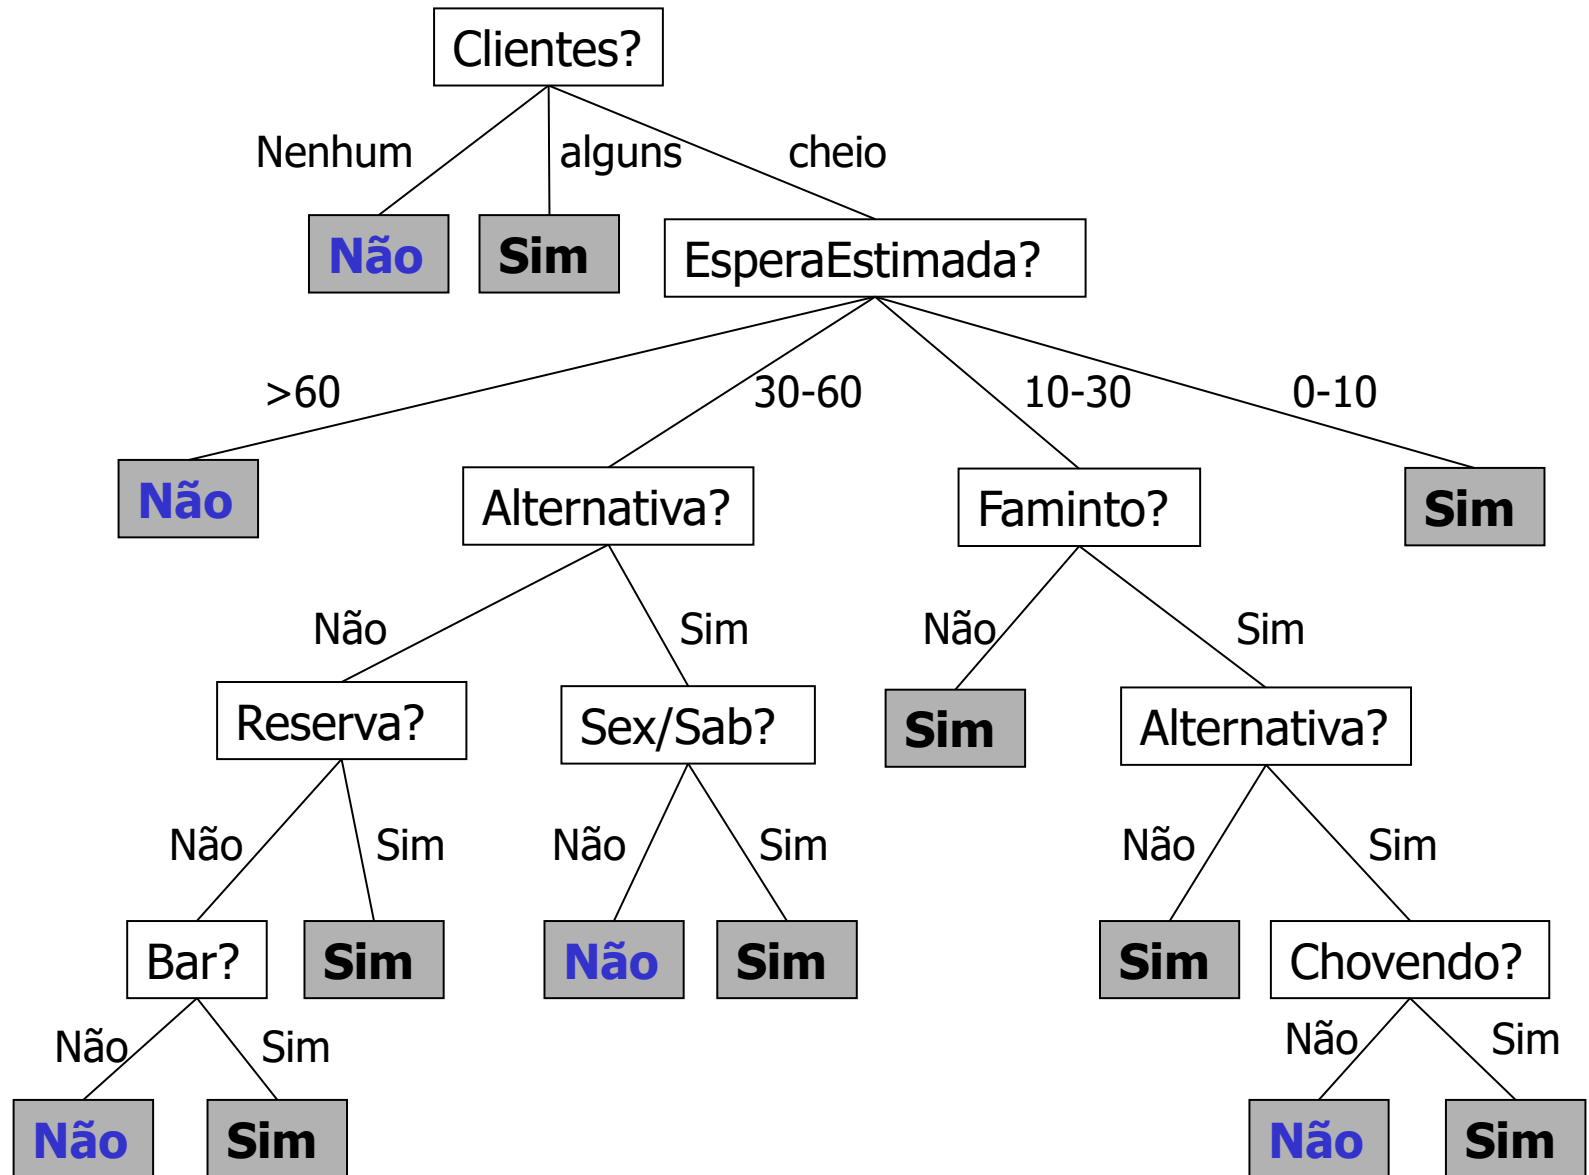 Clientes?
Nenhum alguns cheio
Não Sim EsperaEstimada?
>60 30-60 10-30 0-10
Não Alternativa? Faminto? Sim
Não Sim Não Sim
Reserva? Sex/Sab? Sim Alternativa?
Não Sim Não Sim Não Sim
Bar? Sim Não Sim Sim Chovendo?
Não Sim Não Sim
Não Sim Não Sim